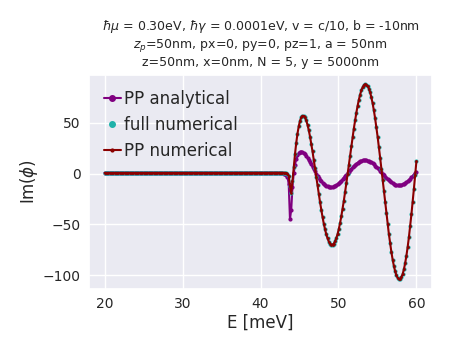 ℏμ = 0.30eV, ℏγ = 0.0001eV, v = c/10, b = -10nm
z_p=50nm, px=0, py=0, pz=1, a = 50nm
z=50nm, x=0nm, N = 5, y = 5000nm
PP analytical
full numerical
PP numerical
50
0
−50
−100
Im(ϕ)
20
30
40
50
60
E [meV]